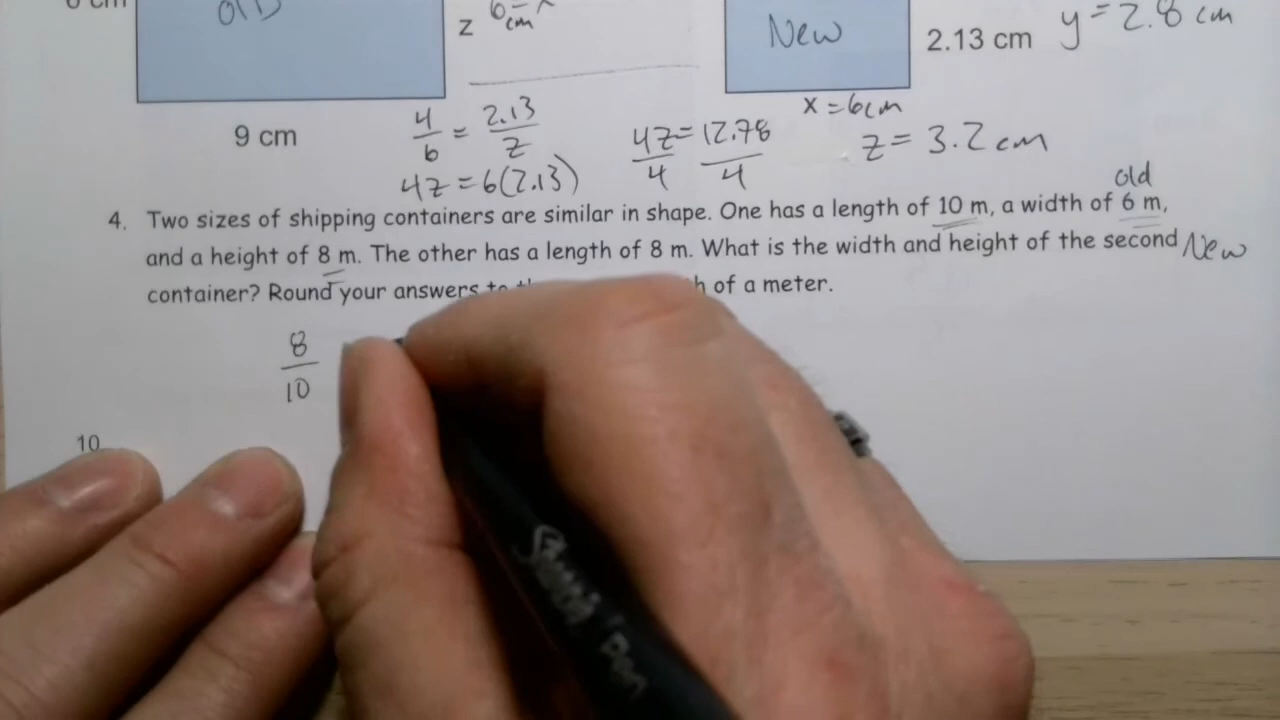 6 cm
old
z
6
cm
New
2.13 cm
y = 2.8 cm
x = 6cm
9 cm
4/6 = 2.13/z
4z/4 = 12.78/4
z = 3.2 cm
4z = 6(2.13)
old
4. Two sizes of shipping containers are similar in shape. One has a length of 10 m, a width of 6 m,
and a height of 8 m. The other has a length of 8 m. What is the width and height of the second New
container? Round your answers to of a meter.
8/10
10
Pen